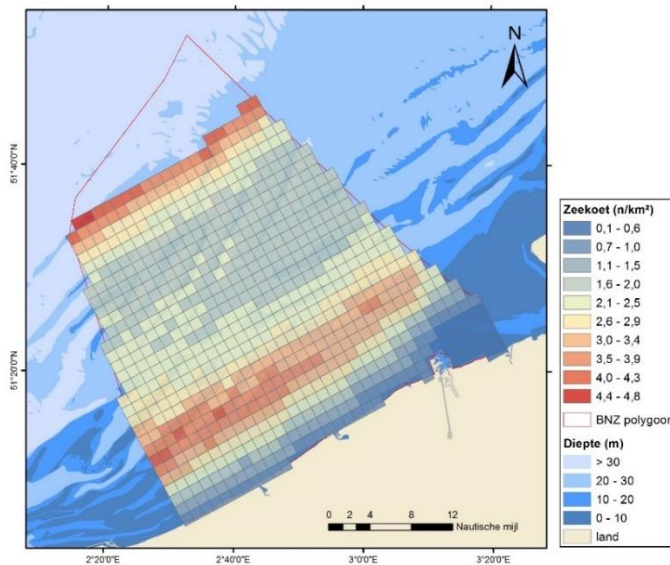 N
51°40'0"N
51°20'0"N
2°20'0"E
2°40'0"E
3°0'0"E
3°20'0"E
0 2 4 8 12
Nautische mijl
Zeekoet (n/km²)
0,1 - 0,6
0,7 - 1,0
1,1 - 1,5
1,6 - 2,0
2,1 - 2,5
2,6 - 2,9
3,0 - 3,4
3,5 - 3,9
4,0 - 4,3
4,4 - 4,8
BNZ polygoon
Diepte (m)
> 30
20 - 30
10 - 20
0 - 10
land